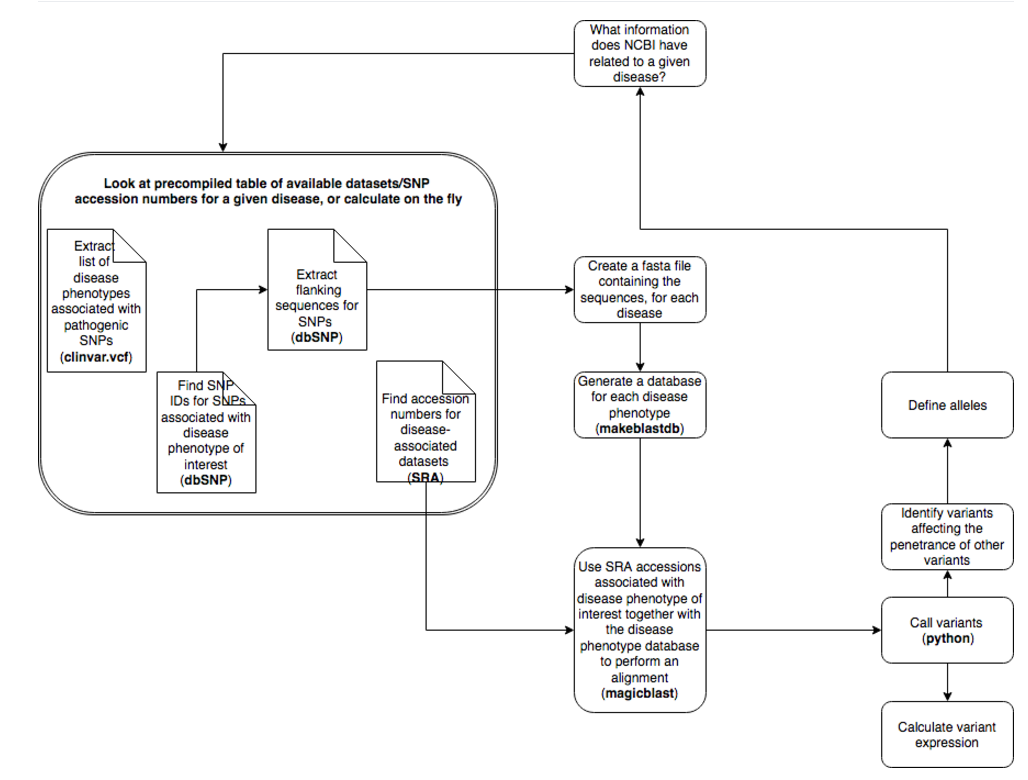 What information
does NCBI have
related to a given
disease?
Look at precompiled table of available datasets/SNP
accession numbers for a given disease, or calculate on the fly
Extract
list of
disease
phenotypes
associated with
pathogenic
SNPs
(clinvar.vcf)
Extract
flanking
sequences for
SNPs
(dbSNP)
Find SNP
IDs for SNPs
associated with
disease
phenotype of
interest
(dbSNP)
Find accession
numbers for
disease-
associated
datasets
(SRA)
Create a fasta file
containing the
sequences, for each
disease
Generate a database
for each disease
phenotype
(makeblastdb)
Use SRA accessions
associated with
disease phenotype of
interest together with
the disease
phenotype database
to perform an
alignment
(magicblast)
Define alleles
Identify variants
affecting the
penetrance of other
variants
Call variants
(python)
Calculate variant
expression